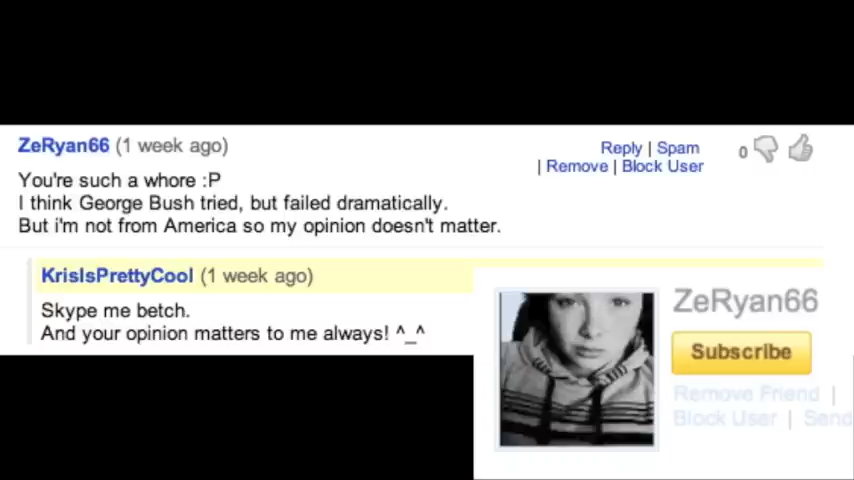 ZeRyan66 (1 week ago)
Reply | Spam
| Remove | Block User
0
You're such a whore :P
I think George Bush tried, but failed dramatically.
But i'm not from America so my opinion doesn't matter.
KrisIsPrettyCool (1 week ago)
Skype me betch.
And your opinion matters to me always! ^_^
ZeRyan66
Subscribe
Remove Friend |
Block User | Send